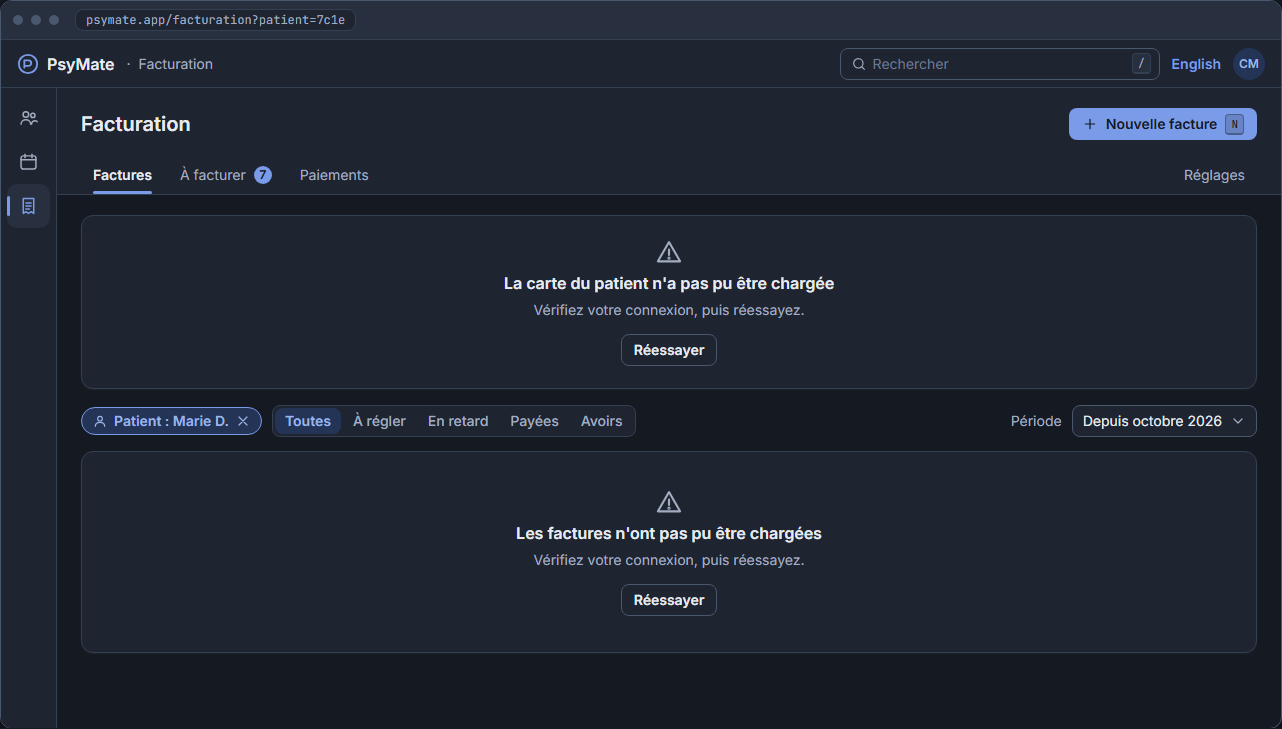 psymate.app/facturation?patient=7c1e
PsyMate · Facturation
Rechercher /
English
CM
Facturation
+ Nouvelle facture N
Factures
À facturer 7
Paiements
Réglages
La carte du patient n'a pas pu être chargée
Vérifiez votre connexion, puis réessayez.
Réessayer
Patient : Marie D.
Toutes
À régler
En retard
Payées
Avoirs
Période
Depuis octobre 2026
Les factures n'ont pas pu être chargées
Vérifiez votre connexion, puis réessayez.
Réessayer